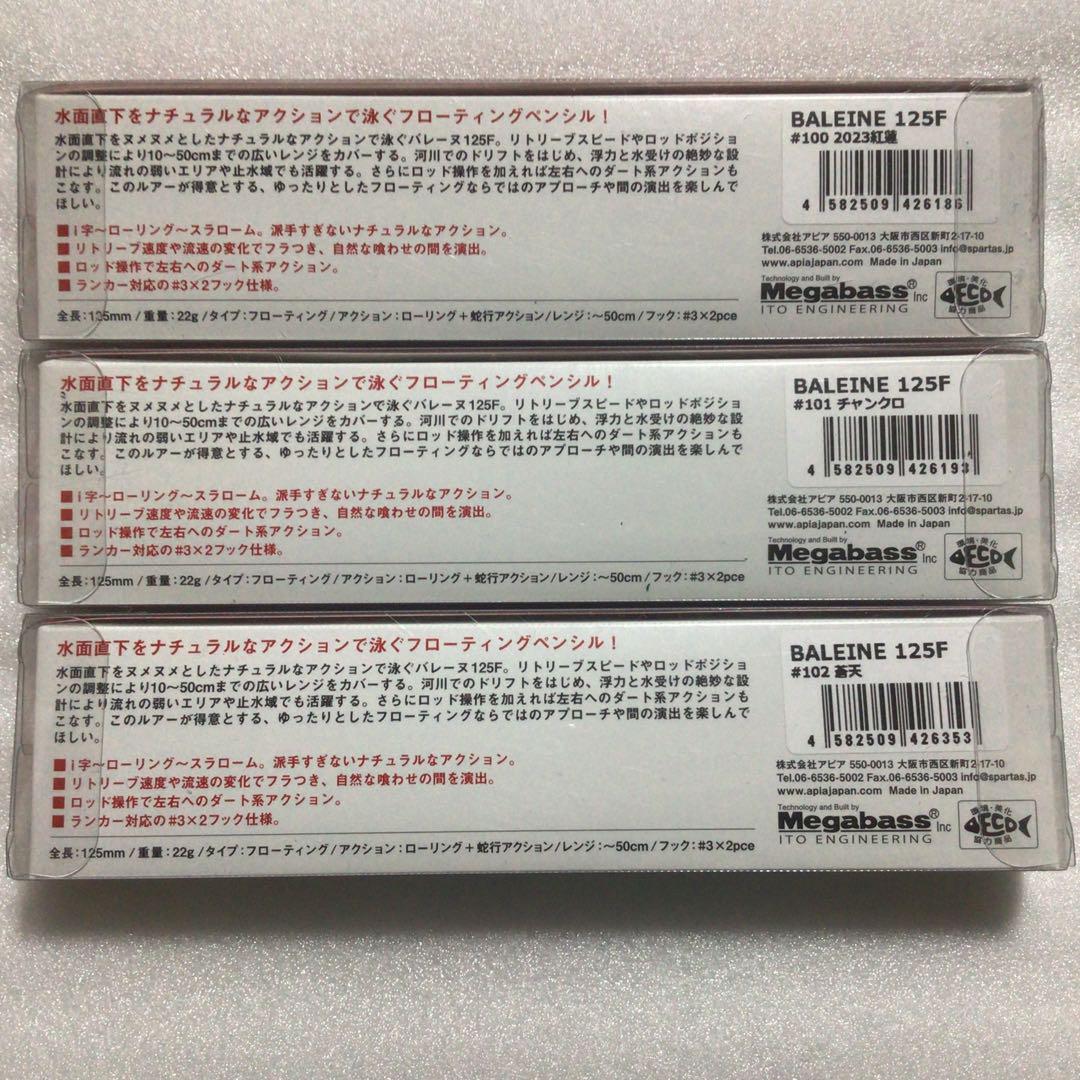 水面直下をナチュラルなアクションで泳ぐフローティングペンシル！
水面直下をヌメヌメとしたナチュラルなアクションで泳ぐバレーヌ125F。リトリーブスピードやロッドポジショ
ンの調整により10〜50cmまでの広いレンジをカバーする。河川でのドリフトをはじめ、浮力と水受けの絶妙な設
計により流れの弱いエリアや止水域でも活躍する。さらにロッド操作を加えれば左右へのダート系アクションも
こなす。このルアーが得意とする、ゆったりとしたフローティングならではのアプローチや間の演出を楽しんで
ほしい。
■ i字〜ローリング〜スラローム。派手すぎないナチュラルなアクション。
■ リトリーブ速度や流速の変化でフラつき、自然な喰わせの間を演出。
■ ロッド操作で左右へのダート系アクション。
■ ランカー対応の#3×2フック仕様。
全長：125mm / 重量：22g / タイプ：フローティング / アクション：ローリング＋蛇行アクション / レンジ：〜50cm / フック：#3×2pce
BALEINE 125F
#100 2023紅蓮
4 582509 426186
株式会社アピア 550-0013 大阪市西区新町2-17-10
Tel.06-6536-5002 Fax.06-6536-5003 info@spartas.jp
www.apiajapan.com Made in Japan
Technology and Built by
Megabass® Inc
ITO ENGINEERING
環境・美化
ECO
協力商品
水面直下をナチュラルなアクションで泳ぐフローティングペンシル！
水面直下をヌメヌメとしたナチュラルなアクションで泳ぐバレーヌ125F。リトリーブスピードやロッドポジショ
ンの調整により10〜50cmまでの広いレンジをカバーする。河川でのドリフトをはじめ、浮力と水受けの絶妙な設
計により流れの弱いエリアや止水域でも活躍する。さらにロッド操作を加えれば左右へのダート系アクションも
こなす。このルアーが得意とする、ゆったりとしたフローティングならではのアプローチや間の演出を楽しんで
ほしい。
■ i字〜ローリング〜スラローム。派手すぎないナチュラルなアクション。
■ リトリーブ速度や流速の変化でフラつき、自然な喰わせの間を演出。
■ ロッド操作で左右へのダート系アクション。
■ ランカー対応の#3×2フック仕様。
全長：125mm / 重量：22g / タイプ：フローティング / アクション：ローリング＋蛇行アクション / レンジ：〜50cm / フック：#3×2pce
BALEINE 125F
#101 チャンクロ
4 582509 426193
株式会社アピア 550-0013 大阪市西区新町2-17-10
Tel.06-6536-5002 Fax.06-6536-5003 info@spartas.jp
www.apiajapan.com Made in Japan
Technology and Built by
Megabass® Inc
ITO ENGINEERING
環境・美化
ECO
協力商品
水面直下をナチュラルなアクションで泳ぐフローティングペンシル！
水面直下をヌメヌメとしたナチュラルなアクションで泳ぐバレーヌ125F。リトリーブスピードやロッドポジショ
ンの調整により10〜50cmまでの広いレンジをカバーする。河川でのドリフトをはじめ、浮力と水受けの絶妙な設
計により流れの弱いエリアや止水域でも活躍する。さらにロッド操作を加えれば左右へのダート系アクションも
こなす。このルアーが得意とする、ゆったりとしたフローティングならではのアプローチや間の演出を楽しんで
ほしい。
■ i字〜ローリング〜スラローム。派手すぎないナチュラルなアクション。
■ リトリーブ速度や流速の変化でフラつき、自然な喰わせの間を演出。
■ ロッド操作で左右へのダート系アクション。
■ ランカー対応の#3×2フック仕様。
全長：125mm / 重量：22g / タイプ：フローティング / アクション：ローリング＋蛇行アクション / レンジ：〜50cm / フック：#3×2pce
BALEINE 125F
#102 蒼天
4 582509 426353
株式会社アピア 550-0013 大阪市西区新町2-17-10
Tel.06-6536-5002 Fax.06-6536-5003 info@spartas.jp
www.apiajapan.com Made in Japan
Technology and Built by
Megabass® Inc
ITO ENGINEERING
環境・美化
ECO
協力商品